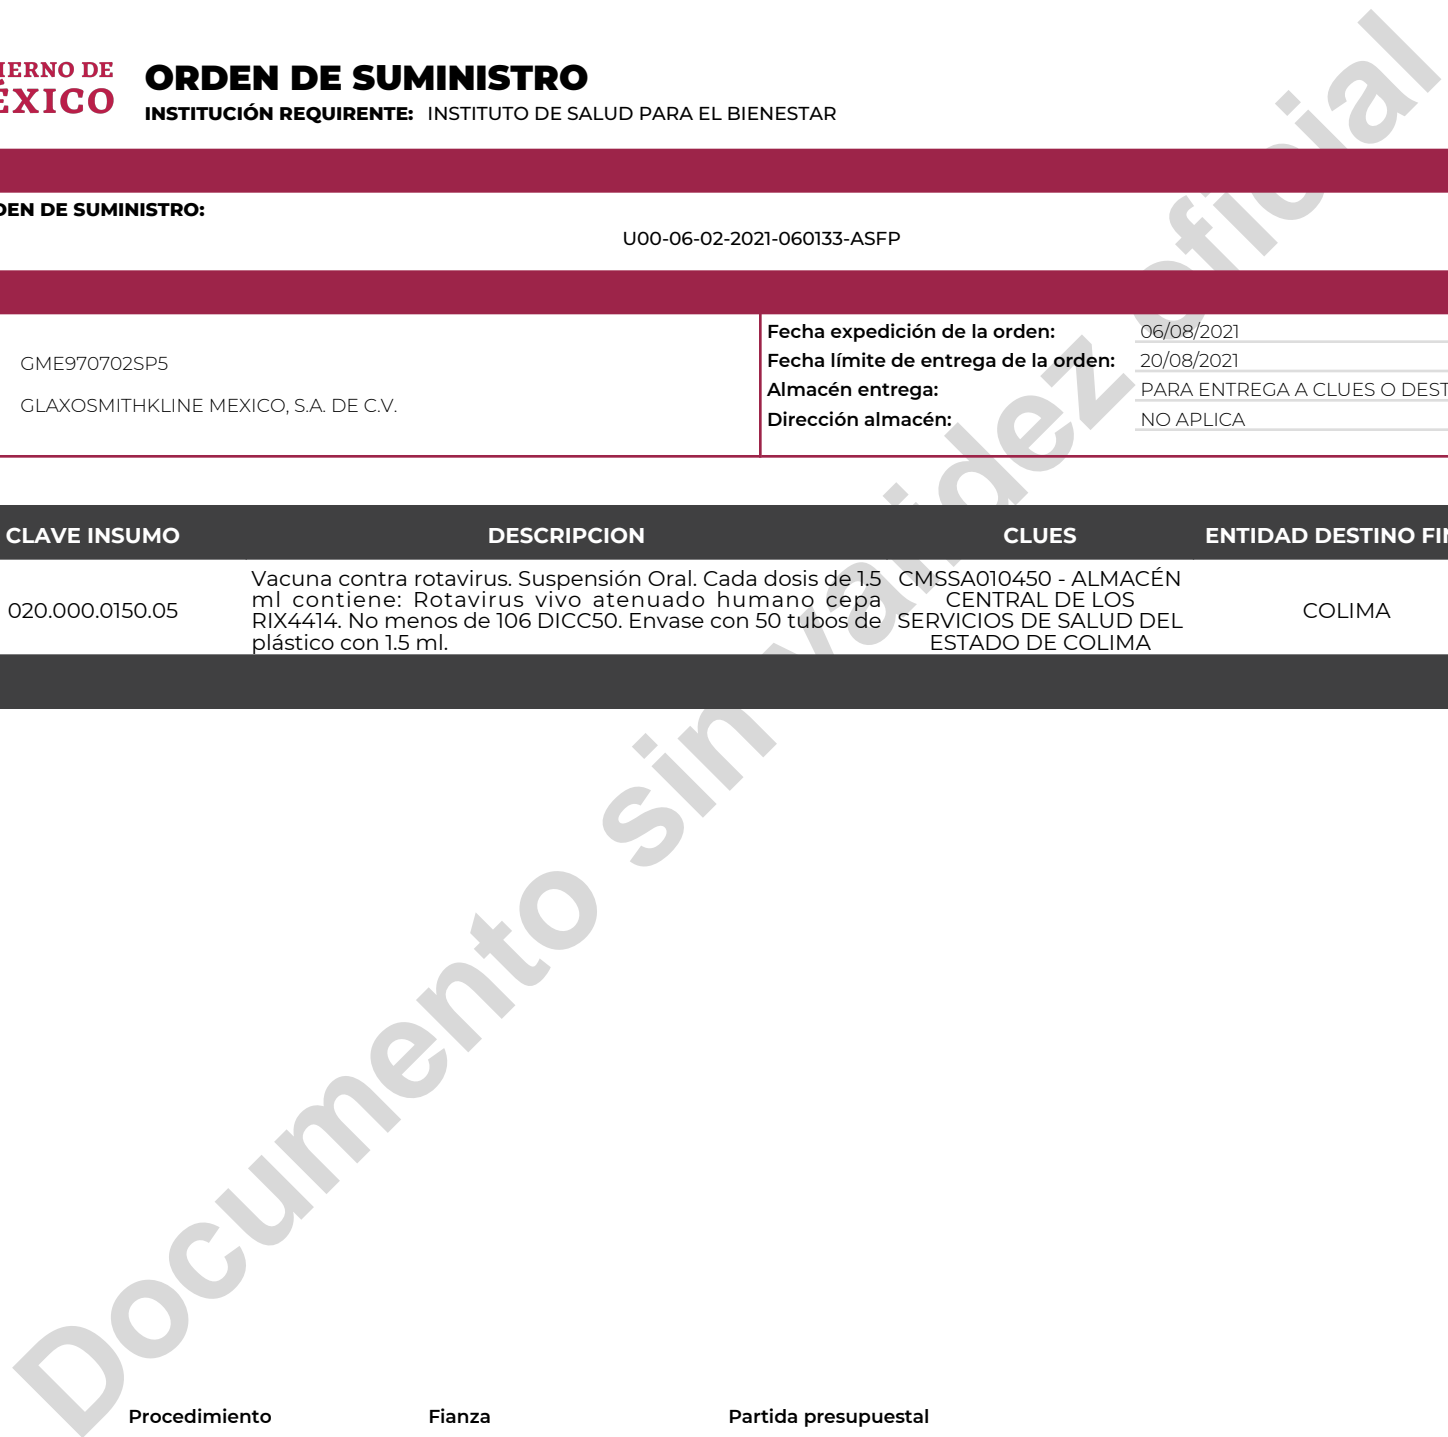 IERNO DE
ÉXICO
ORDEN DE SUMINISTRO
INSTITUCIÓN REQUIRENTE: INSTITUTO DE SALUD PARA EL BIENESTAR
DEN DE SUMINISTRO:
U00-06-02-2021-060133-ASFP
GME970702SP5
GLAXOSMITHKLINE MEXICO, S.A. DE C.V.
Fecha expedición de la orden: 06/08/2021
Fecha límite de entrega de la orden: 20/08/2021
Almacén entrega: PARA ENTREGA A CLUES O DEST
Dirección almacén: NO APLICA
CLAVE INSUMO DESCRIPCION CLUES ENTIDAD DESTINO FIN
020.000.0150.05
Vacuna contra rotavirus. Suspensión Oral. Cada dosis de 1.5
ml contiene: Rotavirus vivo atenuado humano cepa
RIX4414. No menos de 106 DICC50. Envase con 50 tubos de
plástico con 1.5 ml.
CMSSA010450 - ALMACÉN
CENTRAL DE LOS
SERVICIOS DE SALUD DEL
ESTADO DE COLIMA
COLIMA
Documento sin validez oficial
Procedimiento Fianza Partida presupuestal